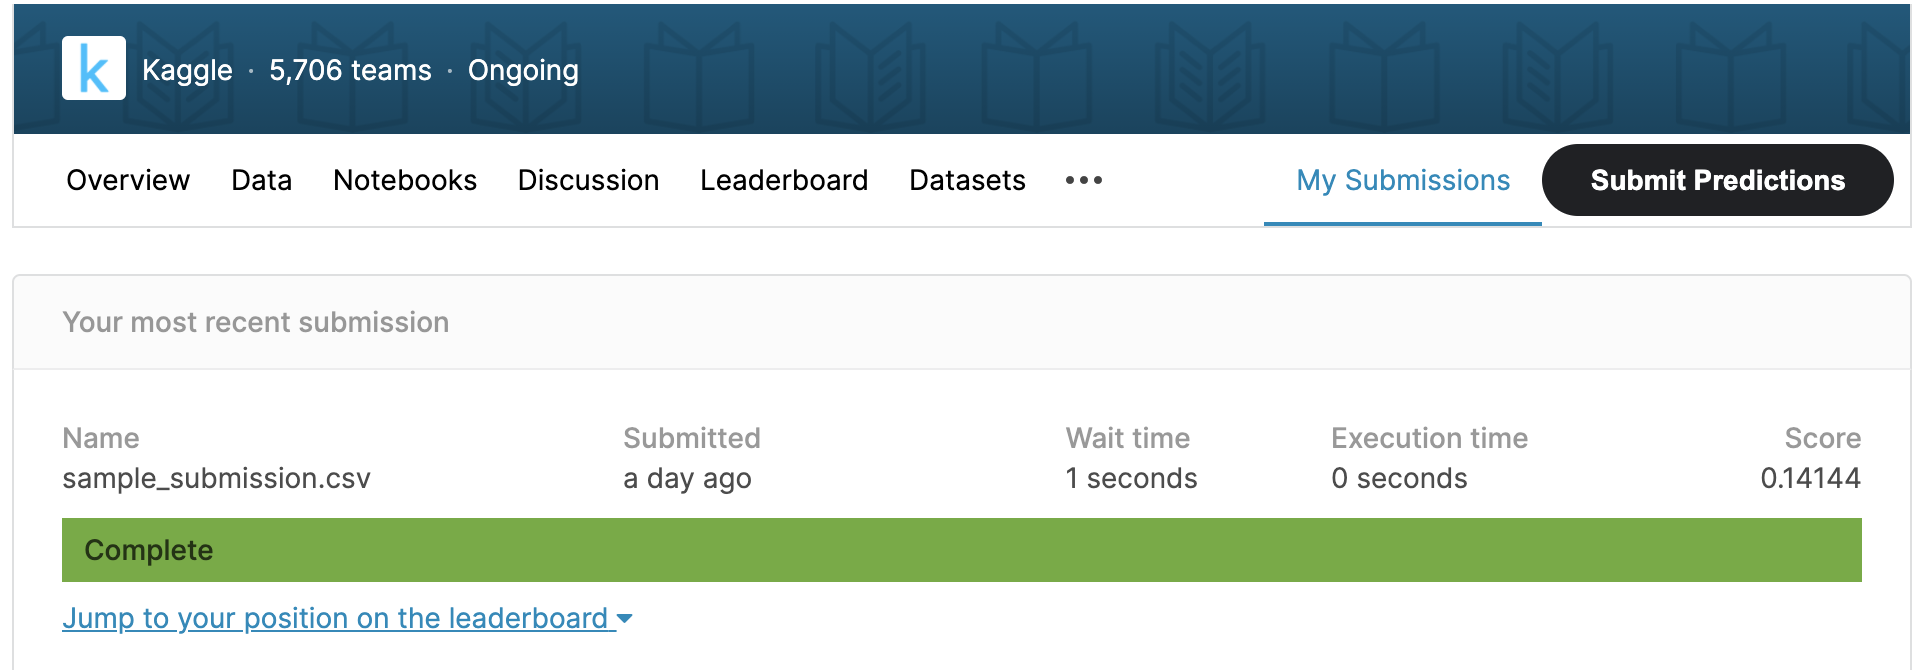 k Kaggle · 5,706 teams · Ongoing
Overview Data Notebooks Discussion Leaderboard Datasets ••• My Submissions Submit Predictions
Your most recent submission
Name Submitted Wait time Execution time Score
sample_submission.csv a day ago 1 seconds 0 seconds 0.14144
Complete
Jump to your position on the leaderboard